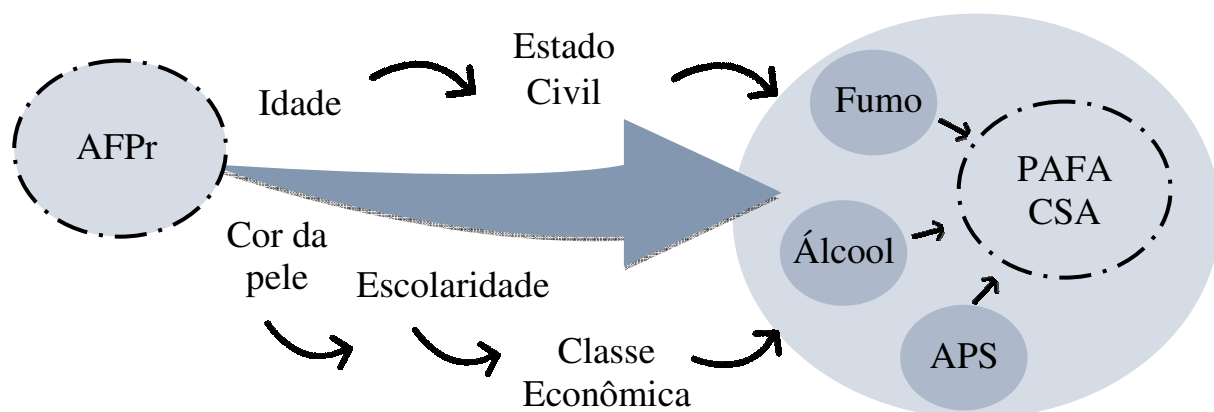 AFPr
Idade
Estado
Civil
Cor da
pele
Escolaridade
Classe
Econômica
Fumo
Álcool
APS
PAFA
CSA